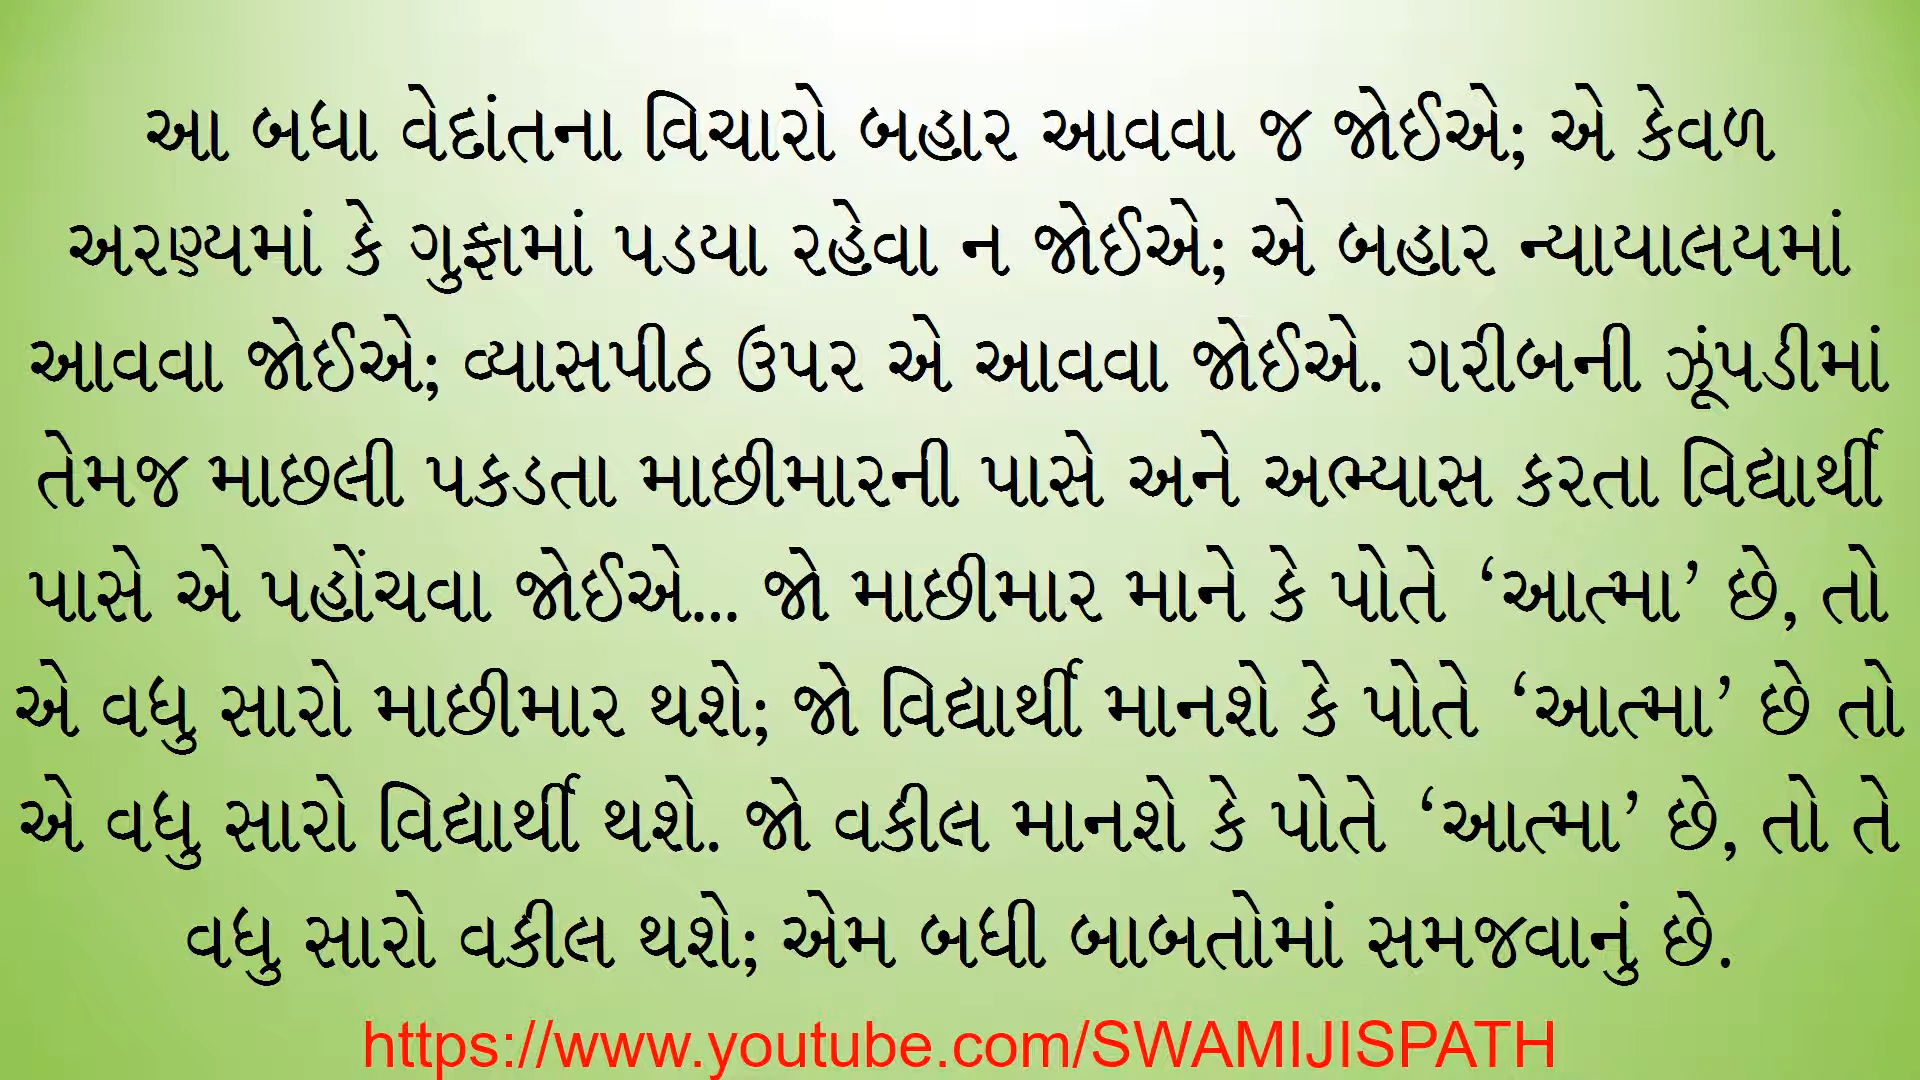 આ બધા વેદાંતના વિચારો બહાર આવવા જ જોઈએ; એ કેવળ
અરણ્યમાં કે ગુફામાં પડયા રહેવા ન જોઈએ; એ બહાર ન્યાયાલયમાં
આવવા જોઈએ; વ્યાસપીઠ ઉપર એ આવવા જોઈએ. ગરીબની ઝૂંપડીમાં
તેમજ માછલી પકડતા માછીમારની પાસે અને અભ્યાસ કરતા વિદ્યાર્થી
પાસે એ પહોંચવા જોઈએ... જો માછીમાર માને કે પોતે ‘આત્મા’ છે, તો
એ વધુ સારો માછીમાર થશે; જો વિદ્યાર્થી માનશે કે પોતે ‘આત્મા’ છે તો
એ વધુ સારો વિદ્યાર્થી થશે. જો વકીલ માનશે કે પોતે ‘આત્મા’ છે, તો તે
વધુ સારો વકીલ થશે; એમ બધી બાબતોમાં સમજવાનું છે.
https://www.youtube.com/SWAMIJISPATH